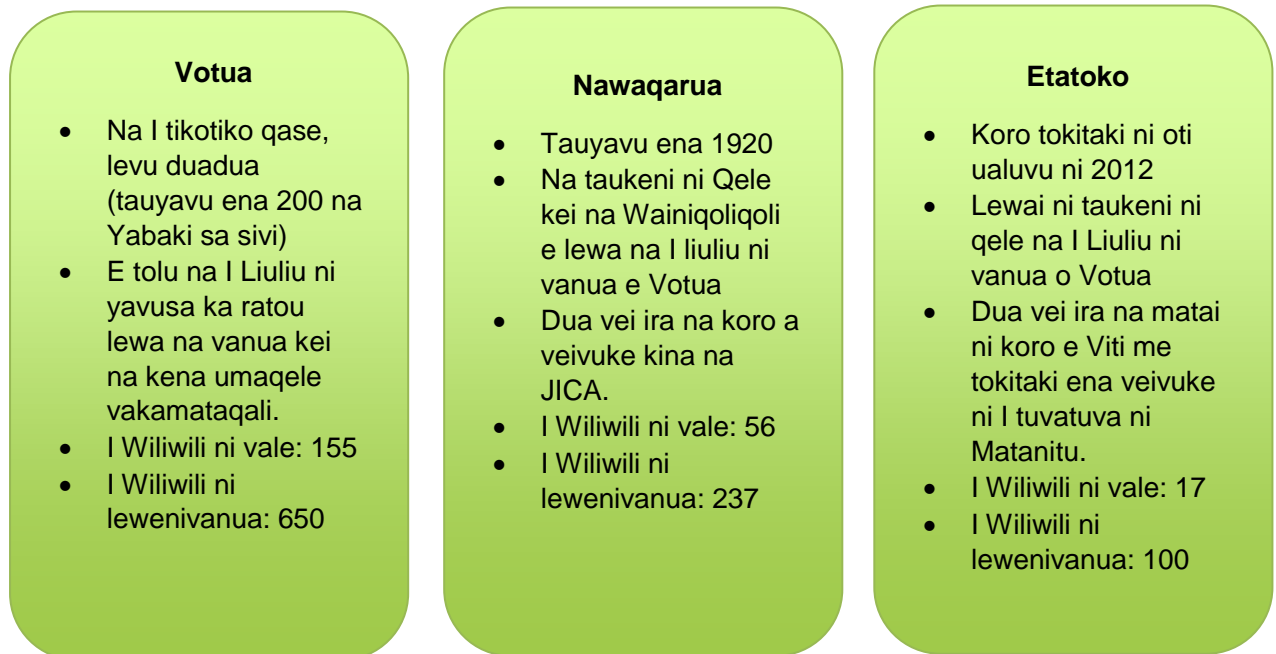 Votua
• Na I tikotiko qase,
levu duadua
(tauyavu ena 200 na
Yabaki sa sivi)
• E tolu na I Liuliu ni
yavusa ka ratou
lewa na vanua kei
na kena umaqele
vakamataqali.
• I Wiliwili ni vale: 155
• I Wiliwili ni
lewenivanua: 650
Nawaqarua
• Tauyavu ena 1920
• Na taukeni ni Qele
kei na Wainiqoliqoli
e lewa na I liuliu ni
vanua e Votua
• Dua vei ira na koro a
veivuke kina na
JICA.
• I Wiliwili ni vale: 56
• I Wiliwili ni
lewenivanua: 237
Etatoko
• Koro tokitaki ni oti
ualuvu ni 2012
• Lewai ni taukeni ni
qele na I Liuliu ni
vanua o Votua
• Dua vei ira na matai
ni koro e Viti me
tokitaki ena veivuke
ni I tuvatuva ni
Matanitu.
• I Wiliwili ni vale: 17
• I Wiliwili ni
lewenivanua: 100